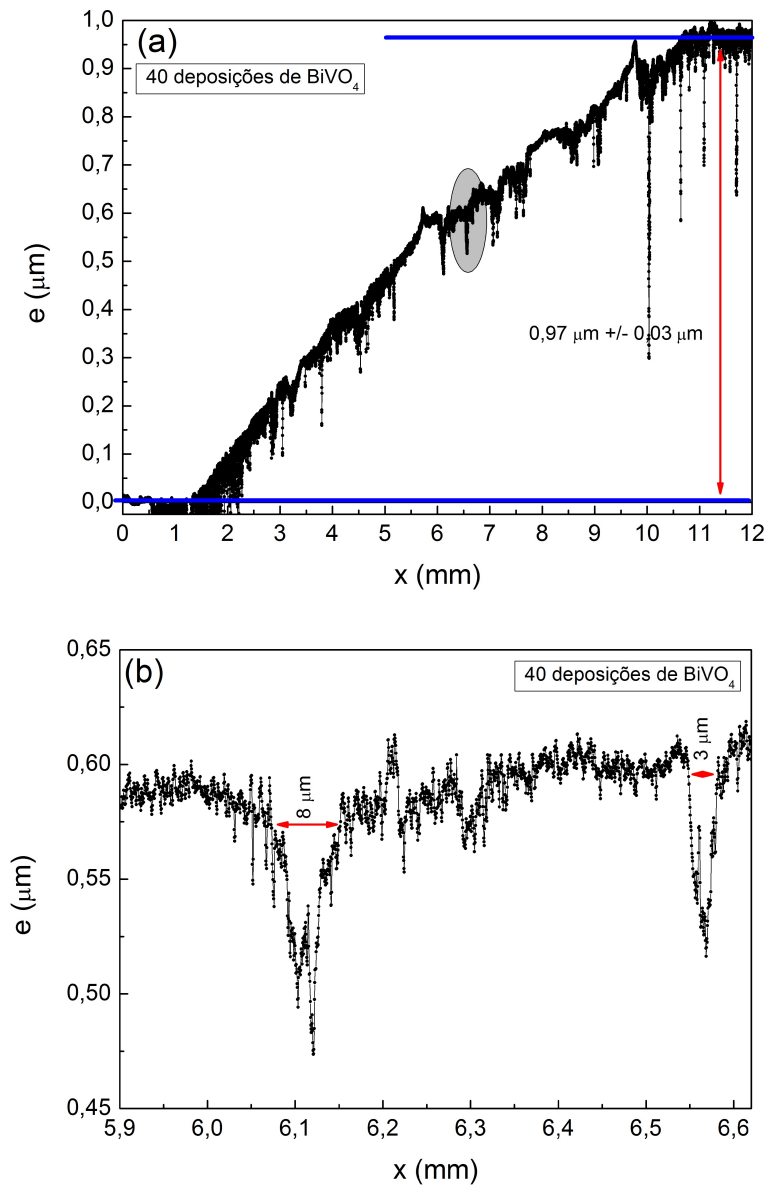 (a)
40 deposições de BiVO4
1,0
0,9
0,8
0,7
0,6
0,5
0,4
0,3
0,2
0,1
0,0
e (μm)
0,97 μm +/- 0,03 μm
0 1 2 3 4 5 6 7 8 9 10 11 12
x (mm)
(b)
40 deposições de BiVO4
0,65
0,60
0,55
0,50
0,45
e (μm)
8 μm
3 μm
5,9 6,0 6,1 6,2 6,3 6,4 6,5 6,6
x (mm)